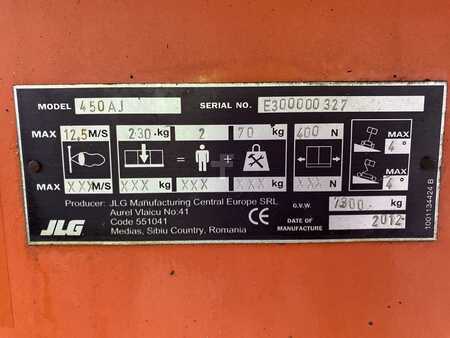 MODEL 450AJ SERIAL NO. E300000327
MAX 12,5 M/S 230 kg 2 70 kg 400 N MAX 4°
= + MAX 4°
MAX XXX M/S XXX kg XXX XXX kg XXX N
Producer: JLG Manufacturing Central Europe SRL
Aurel Vlaicu No:41
Code 551041
Medias, Sibiu Country, Romania
JLG
CE
G.V.W. 7300 kg
DATE OF MANUFACTURE 2012
1001134424 B